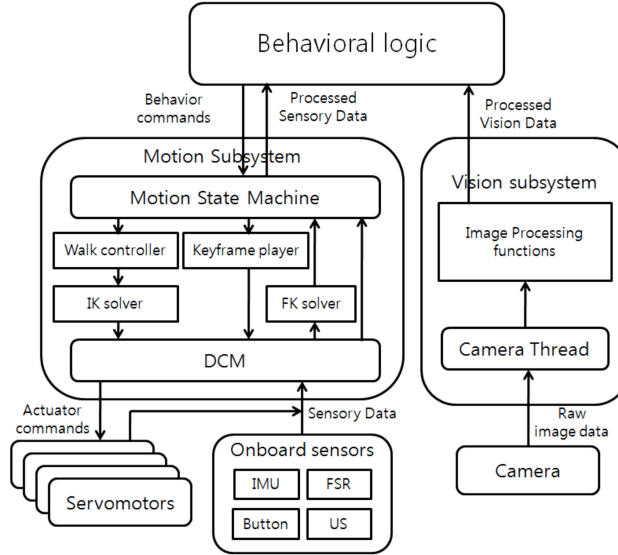 Behavioral logic
Behavior
commands
Processed
Sensory Data
Processed
Vision Data
Motion Subsystem
Motion State Machine
Walk controller
Keyframe player
IK solver
FK solver
DCM
Vision subsystem
Image Processing
functions
Camera Thread
Actuator
commands
Sensory Data
Raw
image data
Servomotors
Onboard sensors
IMU
FSR
Button
US
Camera